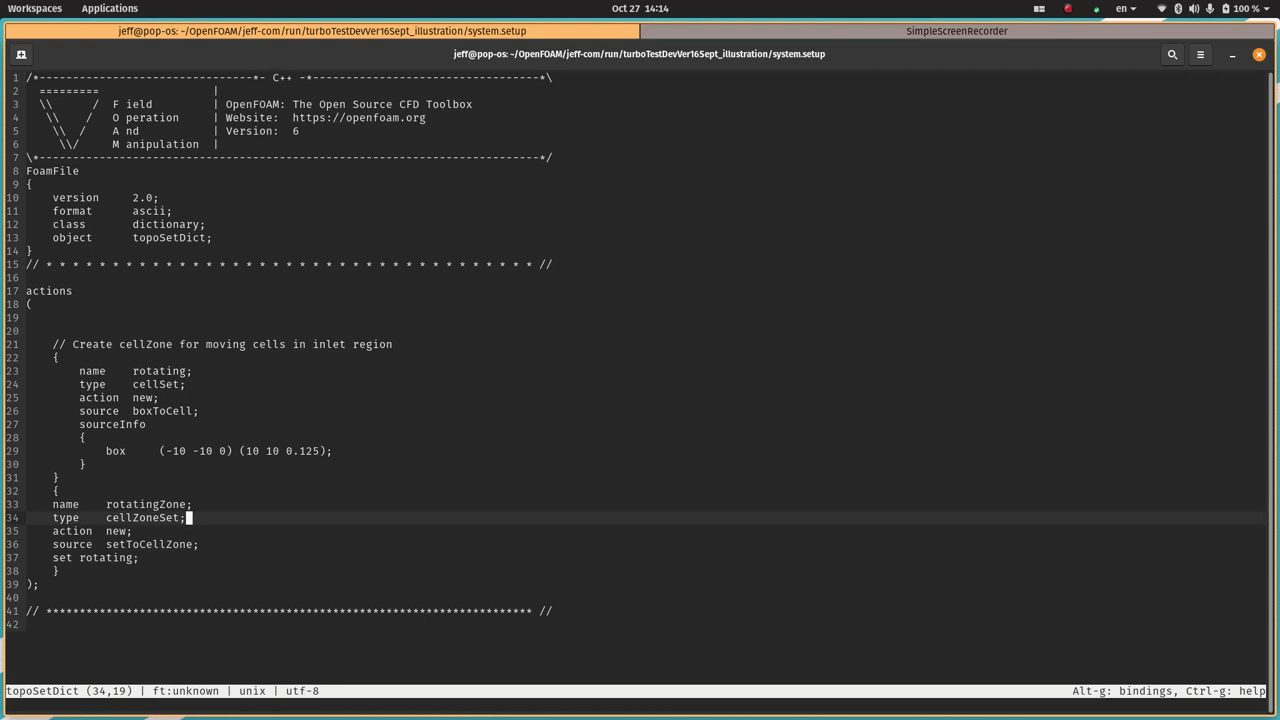 Workspaces Applications Oct 27 14:14 en 100 %
jeff@pop-os: ~/OpenFOAM/jeff-com/run/turboTestDevVer16Sept_illustration/system.setup SimpleScreenRecorder
jeff@pop-os: ~/OpenFOAM/jeff-com/run/turboTestDevVer16Sept_illustration/system.setup
1 /*--------------------------------*- C++ -*----------------------------------*\
2   =========                 |
3   \\      /  F ield         | OpenFOAM: The Open Source CFD Toolbox
4    \\    /   O peration     | Website:  https://openfoam.org
5     \\  /    A nd           | Version:  6
6      \\/     M anipulation  |
7 \*---------------------------------------------------------------------------*/
8 FoamFile
9 {
10     version     2.0;
11     format      ascii;
12     class       dictionary;
13     object      topoSetDict;
14 }
15 // * * * * * * * * * * * * * * * * * * * * * * * * * * * * * * * * * * * * * //
16
17 actions
18 (
19
20
21     // Create cellZone for moving cells in inlet region
22     {
23         name    rotating;
24         type    cellSet;
25         action  new;
26         source  boxToCell;
27         sourceInfo
28         {
29             box     (-10 -10 0) (10 10 0.125);
30         }
31     }
32     {
33     name    rotatingZone;
34     type    cellZoneSet;
35     action  new;
36     source  setToCellZone;
37     set rotating;
38     }
39 );
40
41 // ************************************************************************* //
42
topoSetDict (34,19) | ft:unknown | unix | utf-8 Alt-g: bindings, Ctrl-g: help